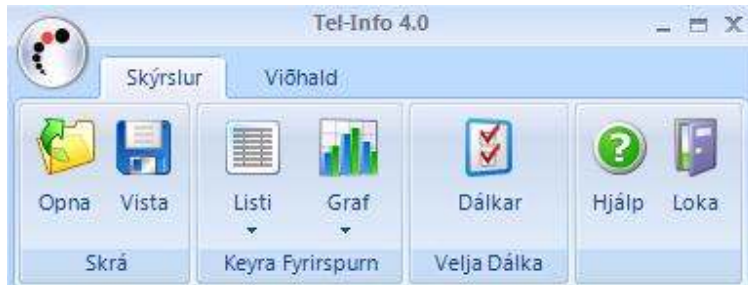 Tel-Info 4.0
Skýrslur Viðhald
Opna Vista Listi Graf Dálkar Hjálp Loka
Skrá Keyra Fyrirspurn Velja Dálka